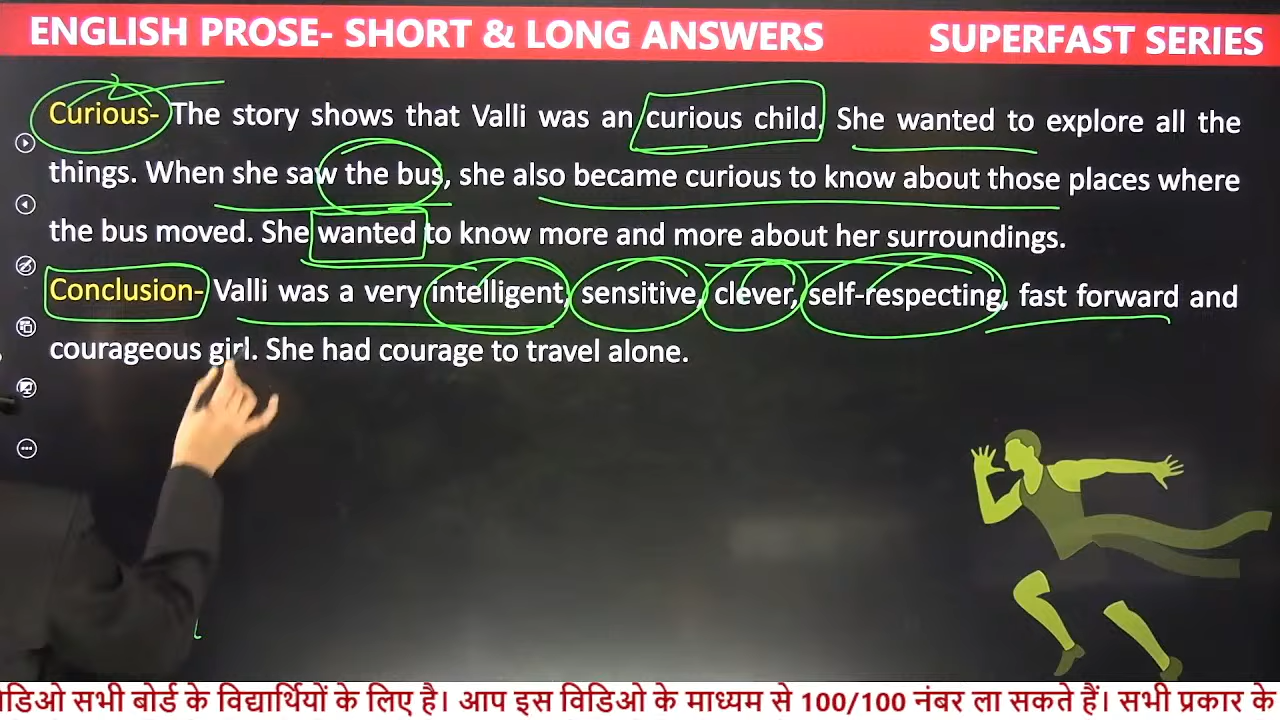 ENGLISH PROSE- SHORT & LONG ANSWERS SUPERFAST SERIES
Curious- The story shows that Valli was an curious child. She wanted to explore all the
things. When she saw the bus, she also became curious to know about those places where
the bus moved. She wanted to know more and more about her surroundings.
Conclusion- Valli was a very intelligent, sensitive, clever, self-respecting, fast forward and
courageous girl. She had courage to travel alone.
विडिओ सभी बोर्ड के विद्यार्थियों के लिए है। आप इस विडिओ के माध्यम से 100/100 नंबर ला सकते हैं। सभी प्रकार के